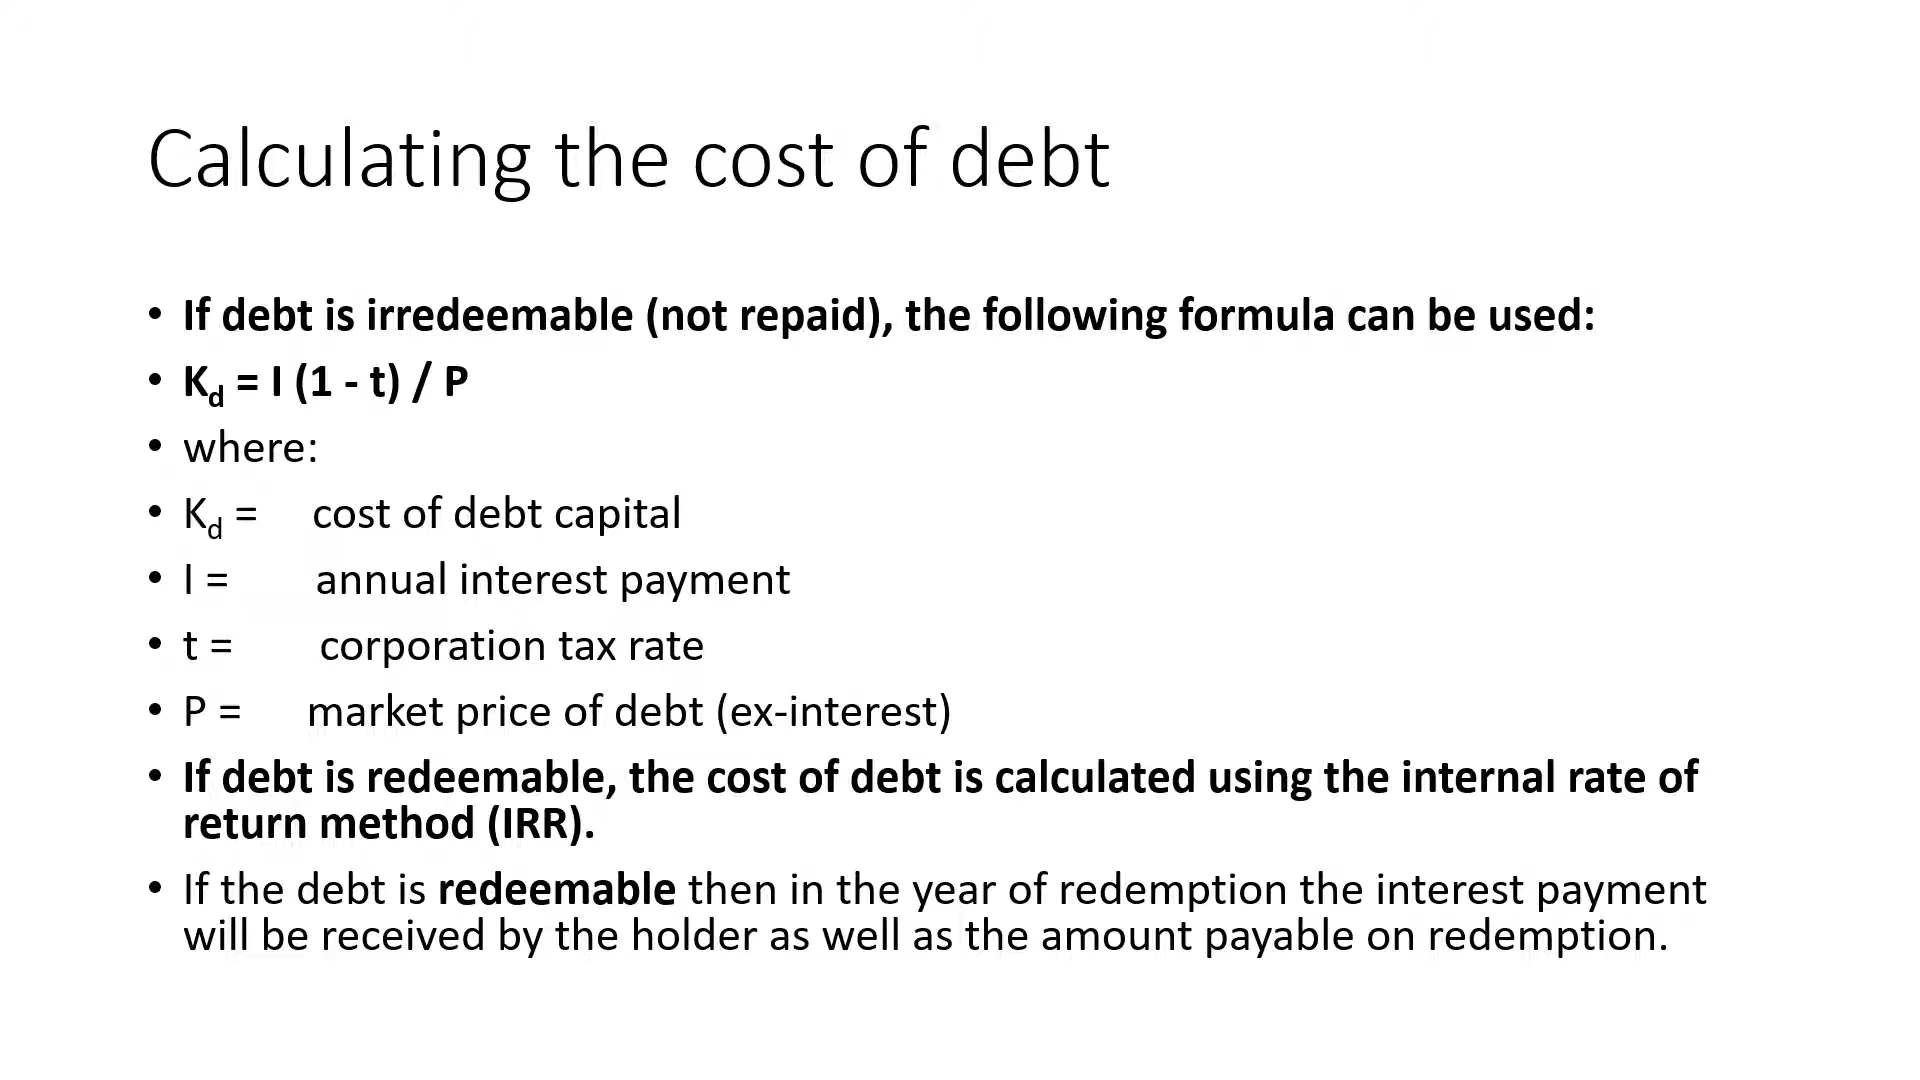 Calculating the cost of debt
• If debt is irredeemable (not repaid), the following formula can be used:
• Kd = I (1 - t) / P
• where:
• Kd = cost of debt capital
• I = annual interest payment
• t = corporation tax rate
• P = market price of debt (ex-interest)
• If debt is redeemable, the cost of debt is calculated using the internal rate of
return method (IRR).
• If the debt is redeemable then in the year of redemption the interest payment
will be received by the holder as well as the amount payable on redemption.